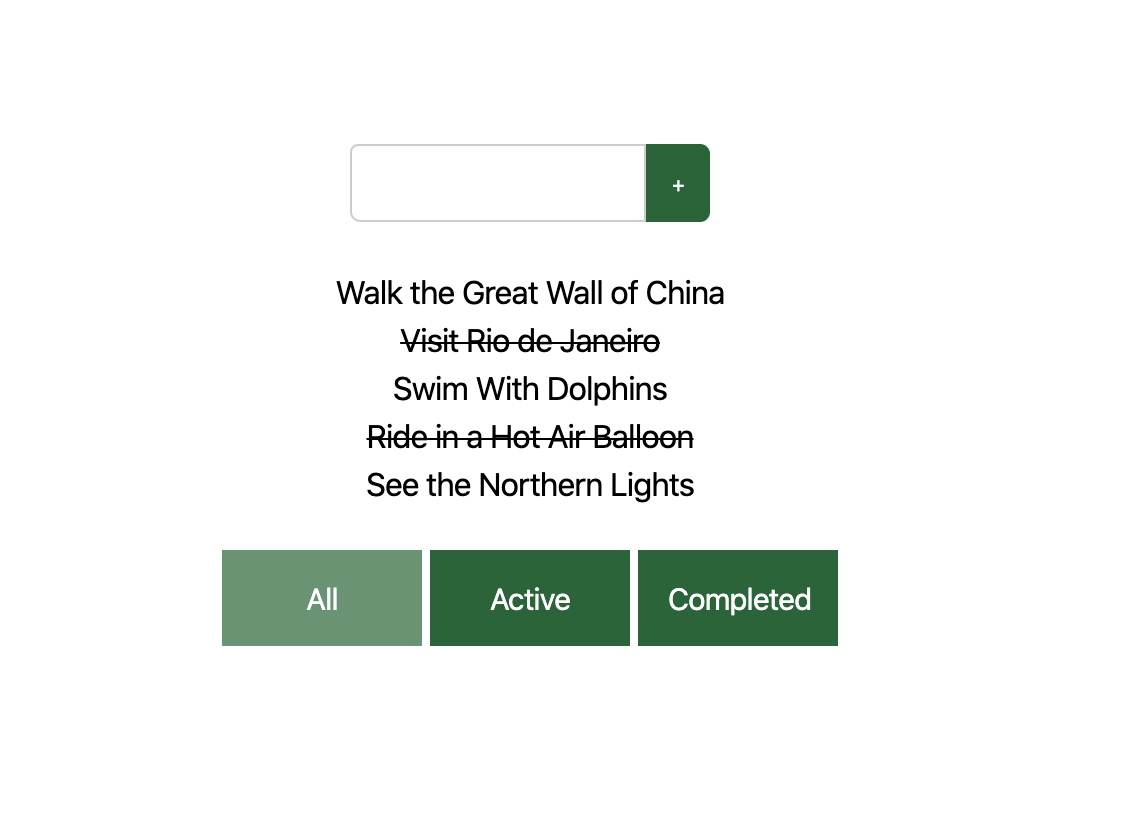 +
Walk the Great Wall of China
Visit Rio de Janeiro
Swim With Dolphins
Ride in a Hot Air Balloon
See the Northern Lights
All Active Completed